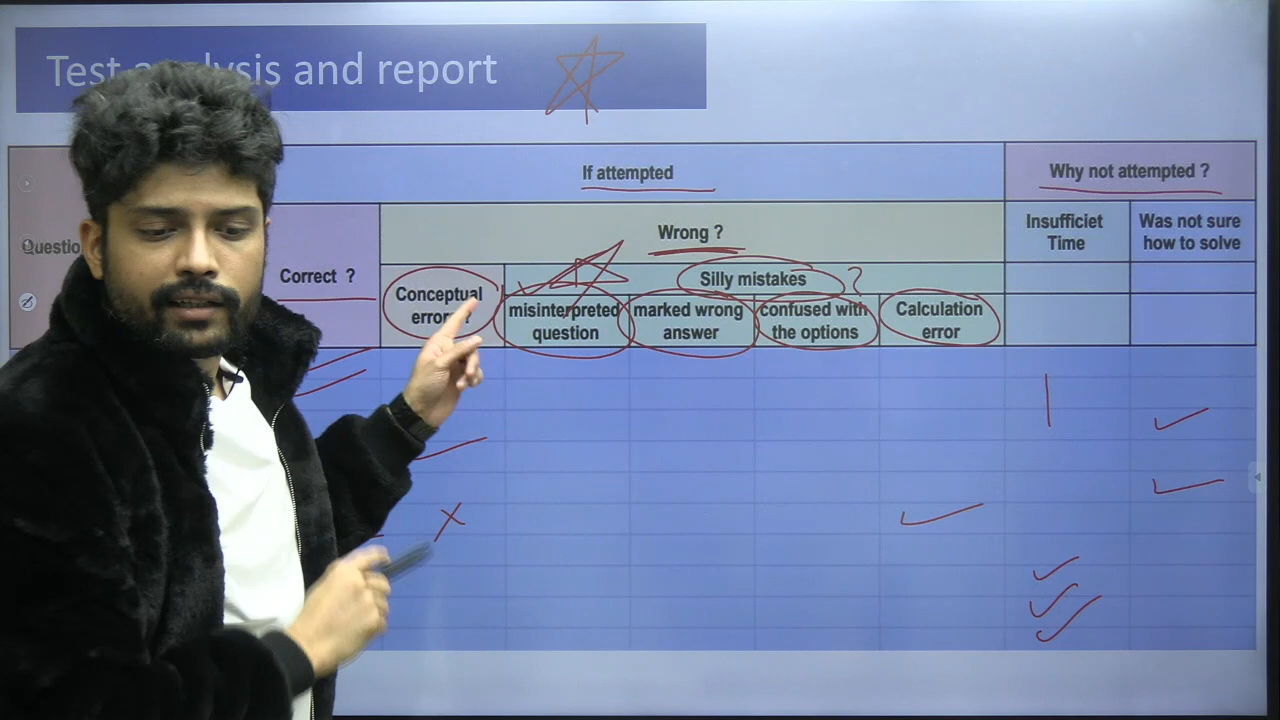 Test analysis and report
If attempted
Why not attempted ?
Questio
Correct ?
Wrong ?
Insufficiet
Time
Was not sure
how to solve
Conceptual
error ?
Silly mistakes
?
misinterpreted
question
marked wrong
answer
confused with
the options
Calculation
error